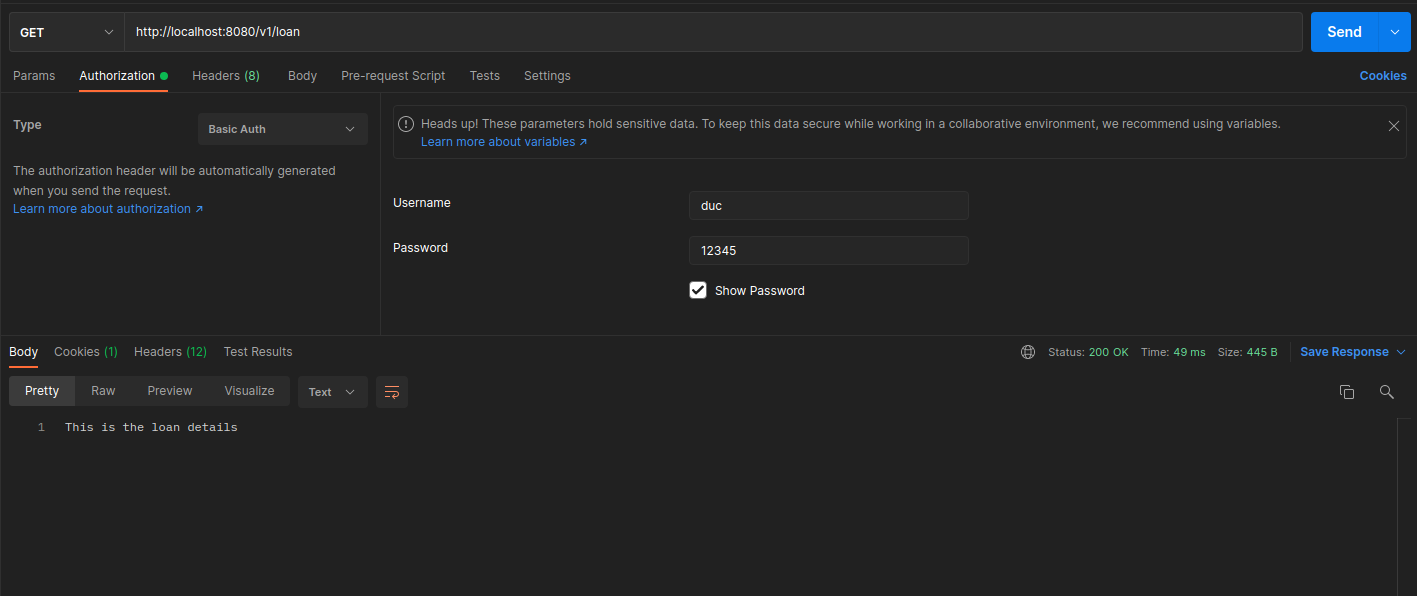 GET http://localhost:8080/v1/loan Send
Params Authorization Headers (8) Body Pre-request Script Tests Settings Cookies
Type Basic Auth
The authorization header will be automatically generated
when you send the request.
Learn more about authorization ↗
Heads up! These parameters hold sensitive data. To keep this data secure while working in a collaborative environment, we recommend using variables.
Learn more about variables ↗
Username duc
Password 12345
Show Password
Body Cookies (1) Headers (12) Test Results Status: 200 OK Time: 49 ms Size: 445 B Save Response
Pretty Raw Preview Visualize Text
1 This is the loan details